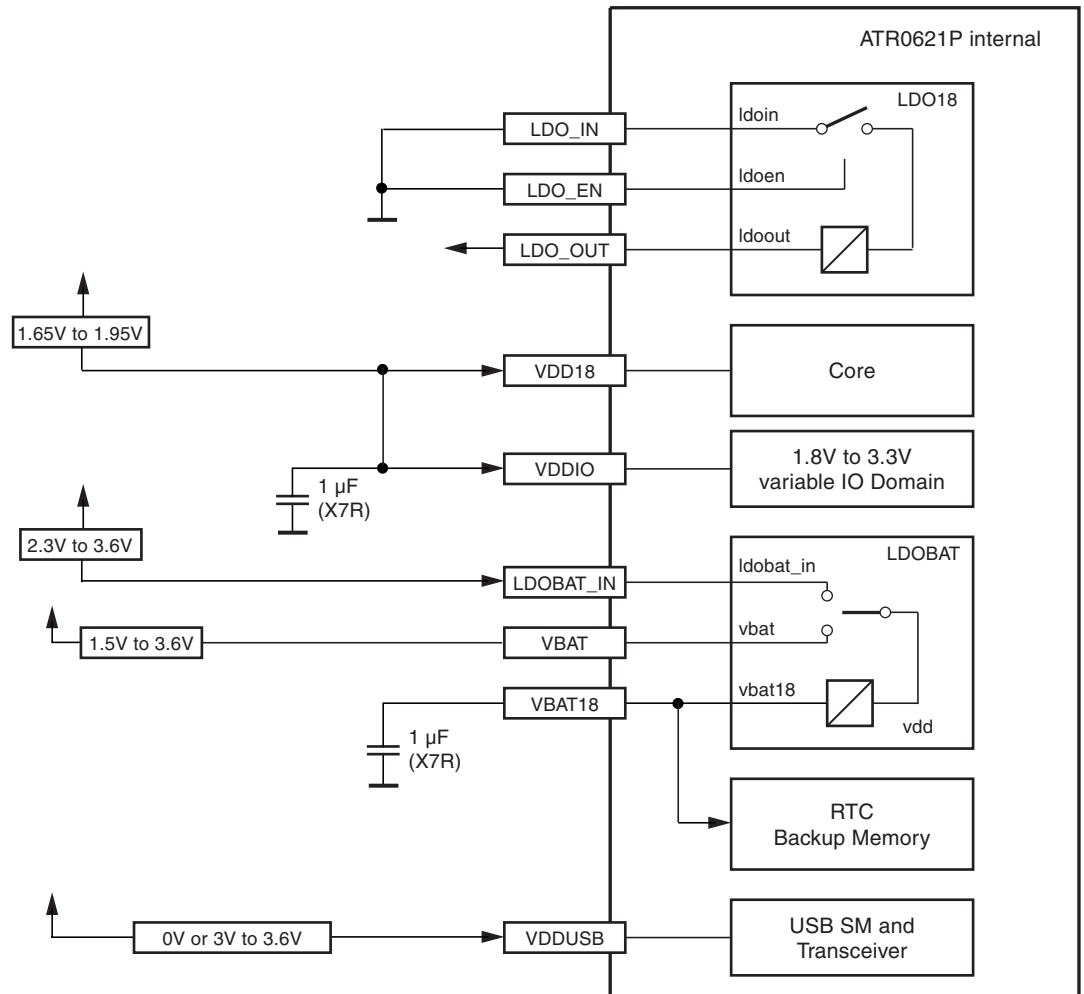 ATR0621P internal
LDO18
LDO_IN
ldoin
LDO_EN
ldoen
LDO_OUT
ldoout
1.65V to 1.95V
VDD18
Core
VDDIO
1.8V to 3.3V
variable IO Domain
1 µF
(X7R)
2.3V to 3.6V
LDOBAT
LDOBAT_IN
ldobat_in
1.5V to 3.6V
VBAT
vbat
VBAT18
vbat18
vdd
1 µF
(X7R)
RTC
Backup Memory
0V or 3V to 3.6V
VDDUSB
USB SM and
Transceiver